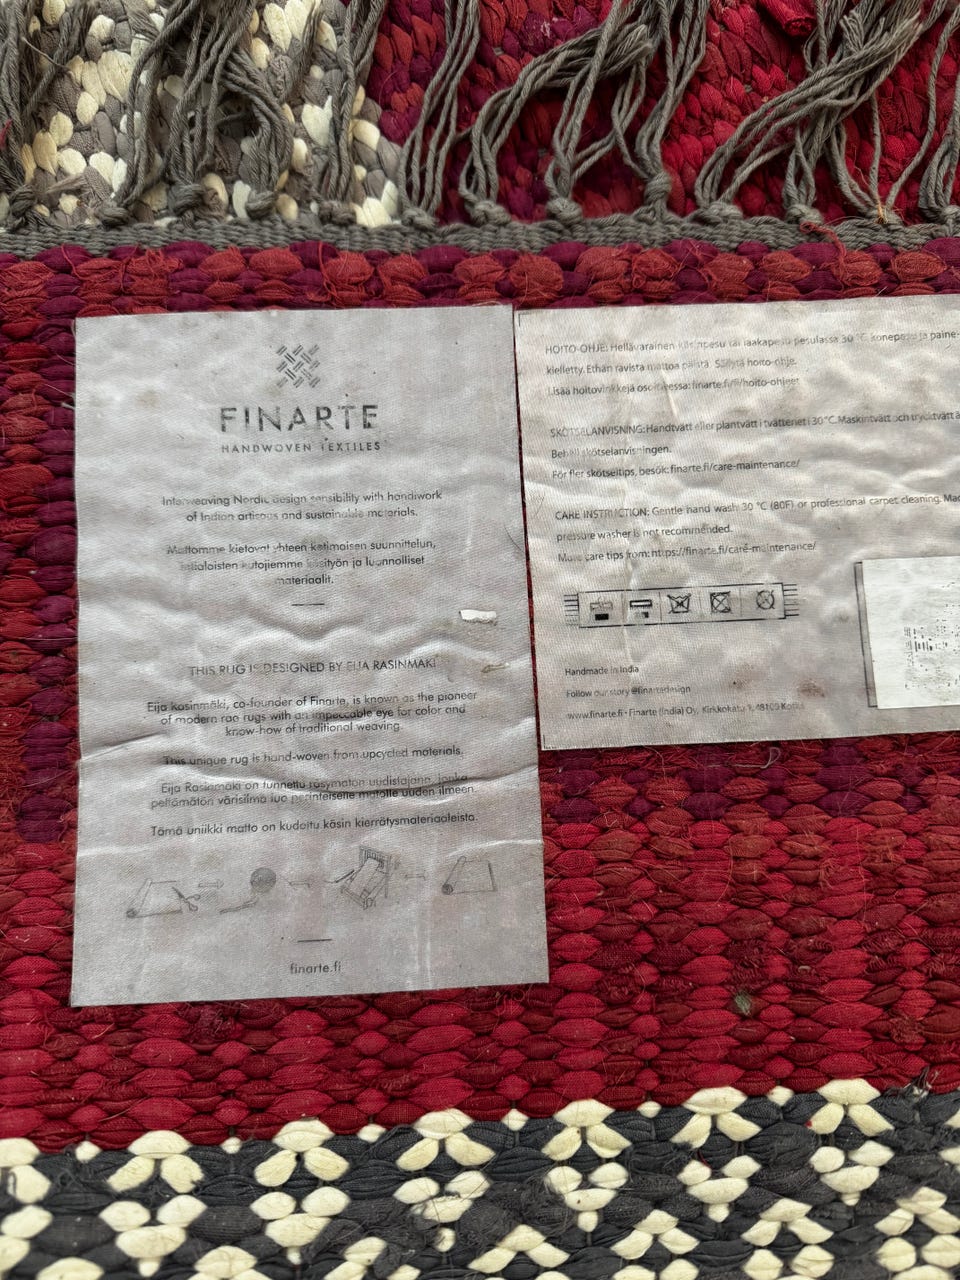 FINARTE
HANDWOVEN TEXTILES
Interweaving Nordic design sensibility with handiwork
of Indian artisans and sustainable materials.
Mattomme kietovat yhteen kotimaisen suunnittelun,
intialaisten kutojiemme käsityön ja luonnolliset
materiaalit.
THIS RUG IS DESIGNED BY EIJA RASINMÄKI
Eija Rasinmäki, co-founder of Finarte, is known as the pioneer
of modern rag rugs with an impeccable eye for color and
know-how of traditional weaving.
This unique rug is hand-woven from upcycled materials.
Eija Rasinmäki on tunnettu räsymaton uudistajana, jonka
pelttämätön värisilmä luo perinteiselle matolle uuden ilmeen.
Tämä uniikki matto on kudottu käsin kierrätysmateriaaleista.
finarte.fi
HOITO-OHJE: Hellävarainen käsinpesu tai laakapesu pesulassa 30 °C, konepesu ja paine-
kielletty. Ethän ravista mattoa päistä. Säilytä hoito-ohje.
Lisää hoitovinkkejä osoitteessa: finarte.fi/fi/hoito-ohjeet
SKÖTSELANVISNING: Handtvätt eller plantvätt i tvätteriet i 30 °C. Maskintvätt och trycktvätt ä
Behåll skötselanvisningen.
För fler skötseltips, besök: finarte.fi/care-maintenance/
CARE INSTRUCTION: Gentle hand wash 30 °C (80F) or professional carpet cleaning. Mac
pressure washer is not recommended.
More care tips from: https://finarte.fi/care-maintenance/
Handmade in India
Follow our story @finartedesign
www.finarte.fi • Finarte (India) Oy, Kirkkokatu 1, 48100 Kotka